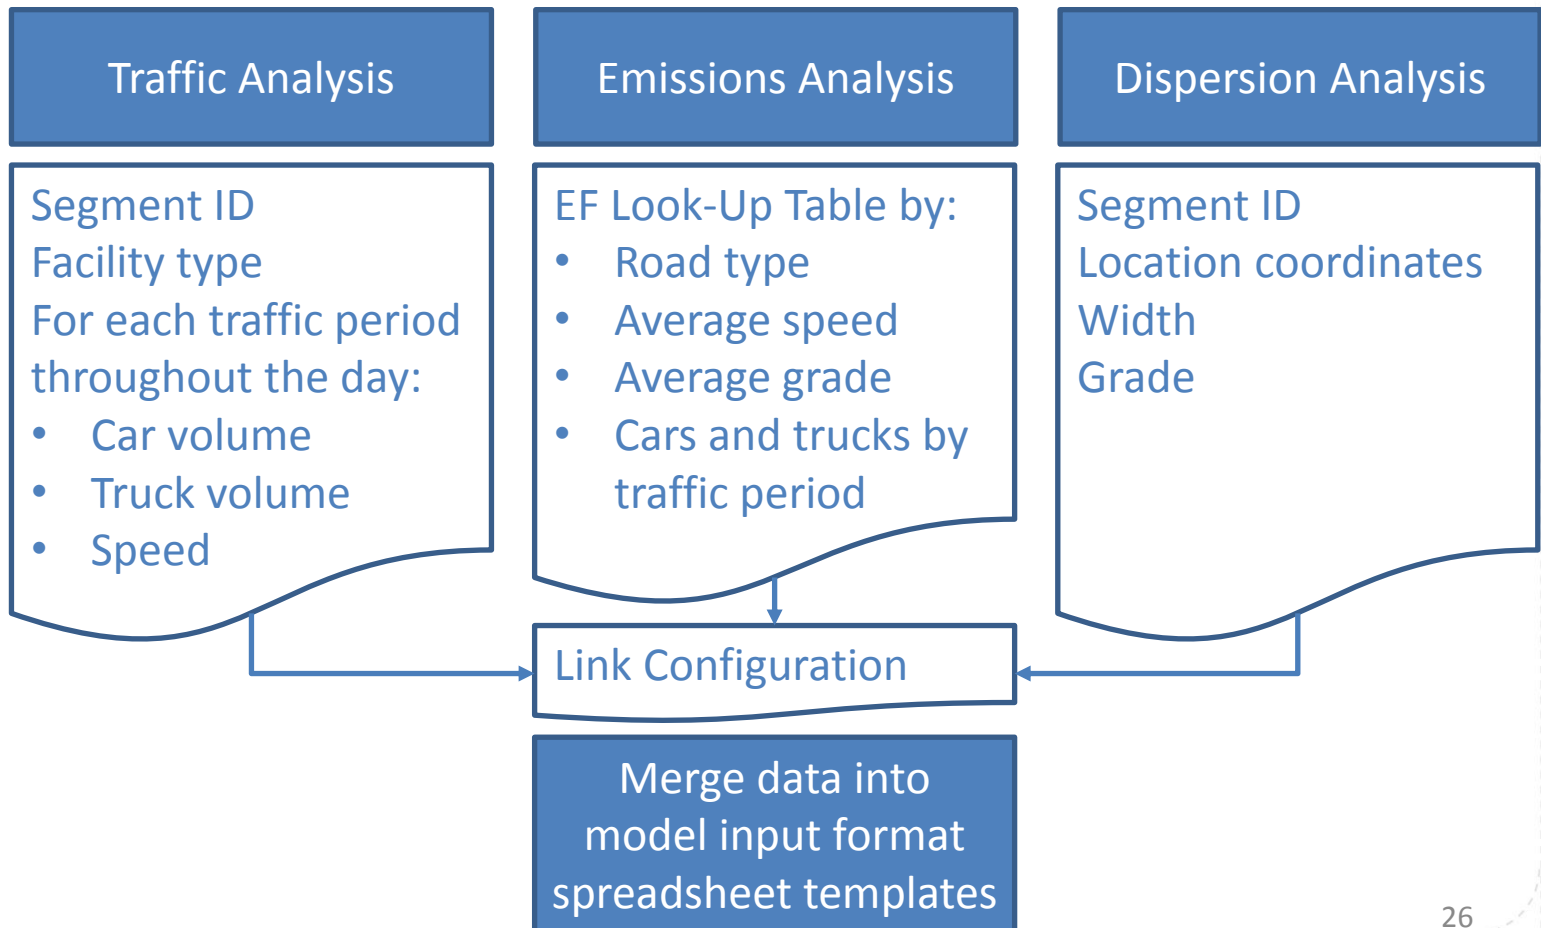 Traffic Analysis
Emissions Analysis
Dispersion Analysis
Segment ID
Facility type
For each traffic period
throughout the day:
• Car volume
• Truck volume
• Speed
EF Look-Up Table by:
• Road type
• Average speed
• Average grade
• Cars and trucks by
traffic period
Segment ID
Location coordinates
Width
Grade
Link Configuration
Merge data into
model input format
spreadsheet templates
26